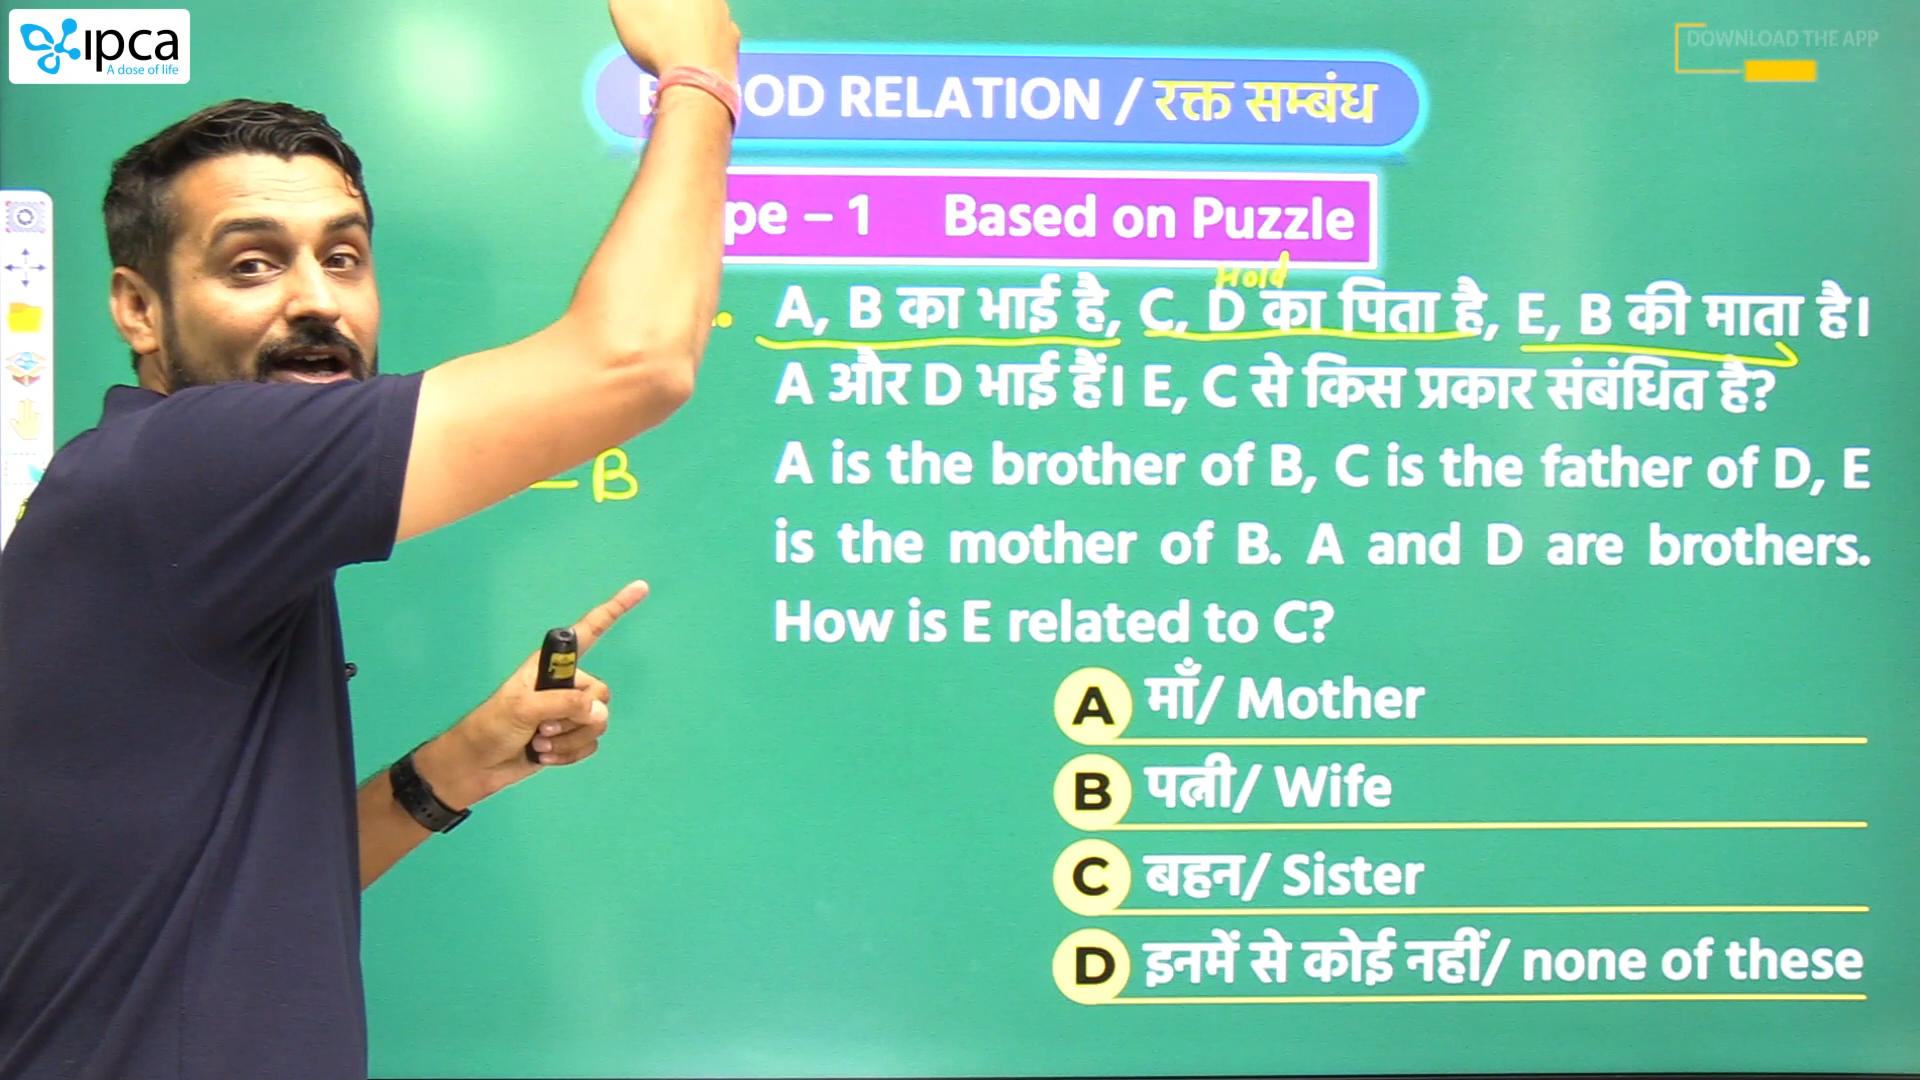 ipca
A dose of life
DOWNLOAD THE APP
OOD RELATION / रक्त सम्बंध
pe – 1 Based on Puzzle
Hold
A, B का भाई है, C, D का पिता है, E, B की माता है।
A और D भाई हैं। E, C से किस प्रकार संबंधित है?
A is the brother of B, C is the father of D, E
is the mother of B. A and D are brothers.
How is E related to C?
B
A माँ/ Mother
B पत्नी/ Wife
C बहन/ Sister
D इनमें से कोई नहीं/ none of these